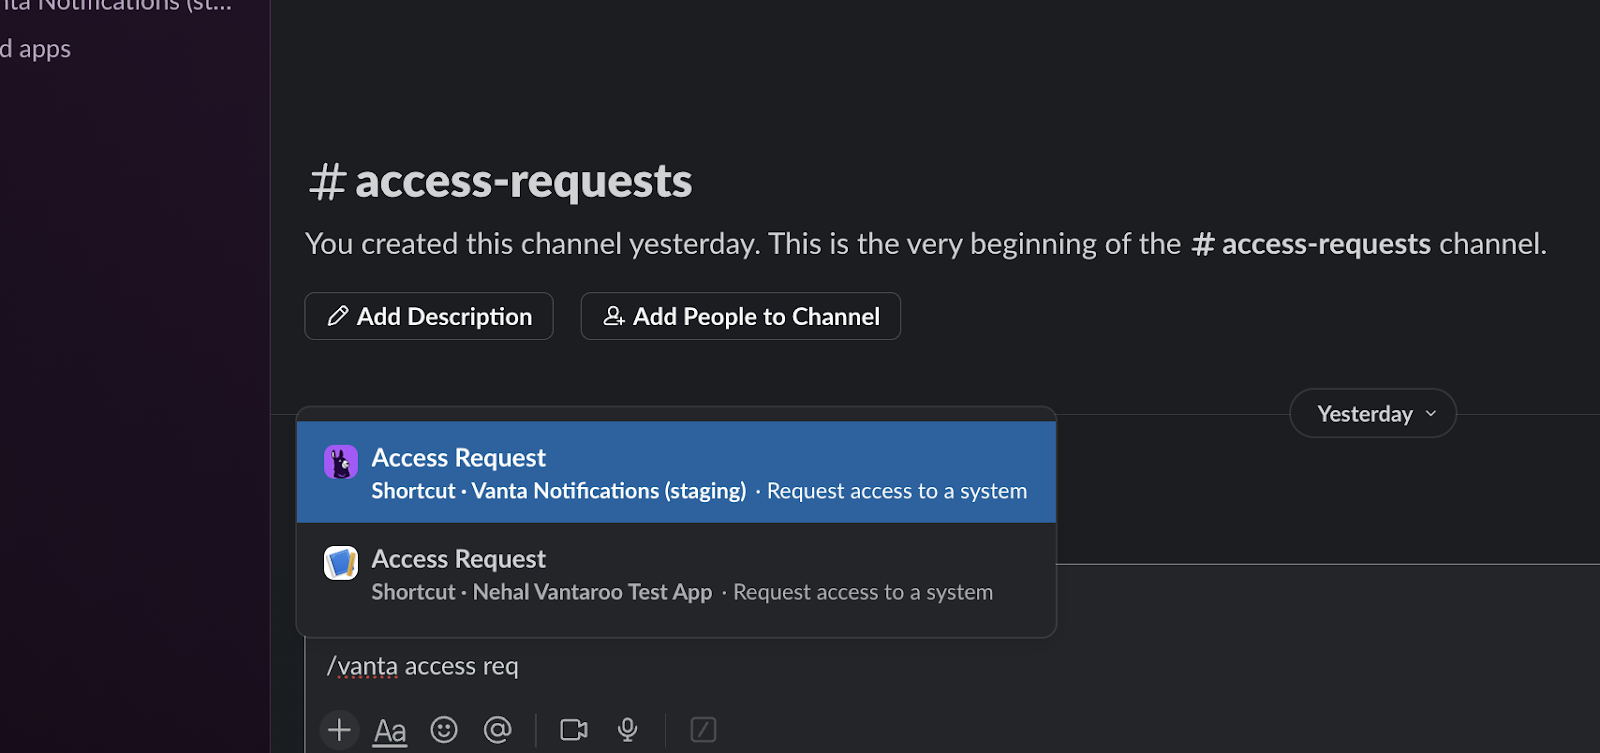 Notifications (st...
d apps
# access-requests
You created this channel yesterday. This is the very beginning of the # access-requests channel.
Add Description
Add People to Channel
Yesterday
Access Request
Shortcut · Vanta Notifications (staging) · Request access to a system
Access Request
Shortcut · Nehal Vantaroo Test App · Request access to a system
/vanta access req
Aa